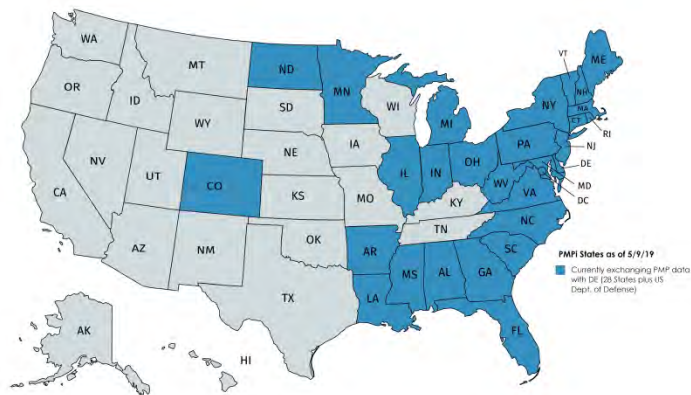 WA
MT
ND
MN
VT
ME
OR
ID
SD
WI
NY
NH
MA
CT
RI
WY
MI
IA
NE
PA
NJ
NV
UT
CO
IL
IN
OH
DE
CA
KS
MO
WV
VA
MD
KY
DC
NC
TN
AZ
NM
OK
AR
SC
MS
AL
GA
TX
LA
FL
AK
HI
PMPi States as of 5/9/19
Currently exchanging PMP data
with DE (28 States plus US
Dept. of Defense)